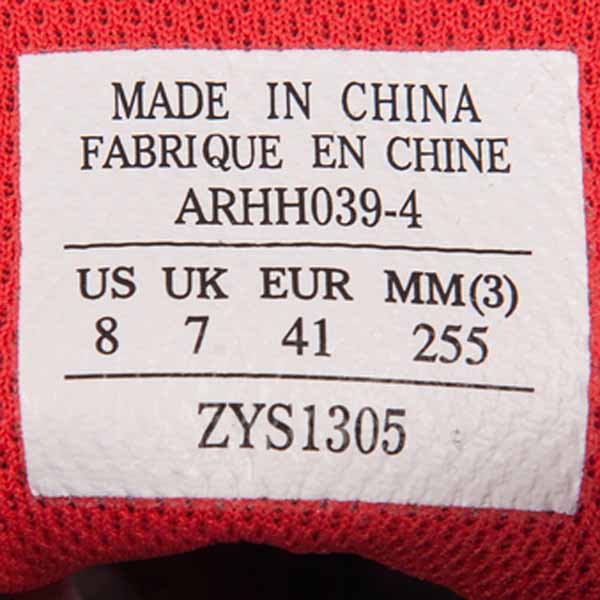 MADE IN CHINA
FABRIQUE EN CHINE
ARHH039-4
US UK EUR MM(3)
8 7 41 255
ZYS1305